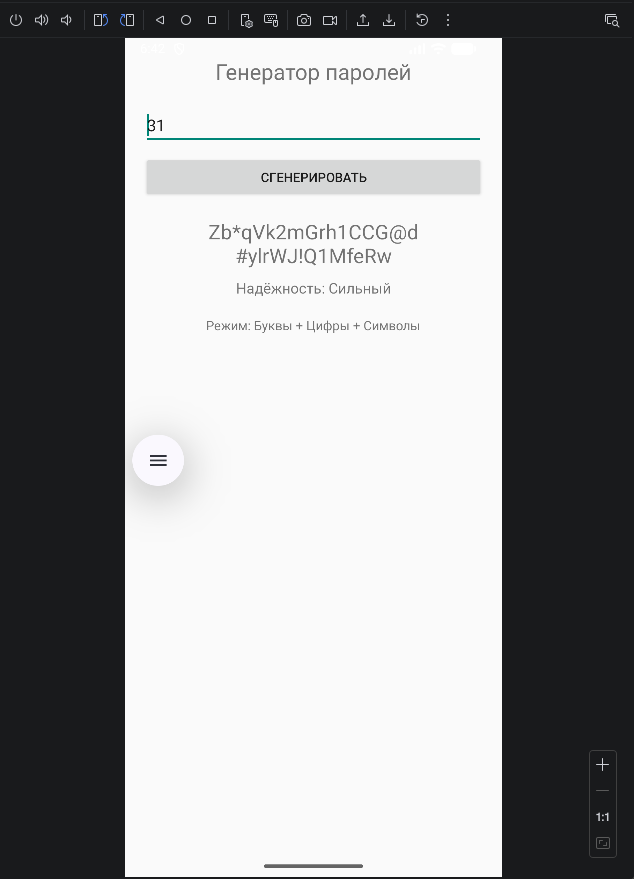 Генератор паролей
31
СГЕНЕРИРОВАТЬ
Zb*qVk2mGrh1CCG@d
#ylrWJ!Q1MfeRw
Надёжность: Сильный
Режим: Буквы + Цифры + Символы
1:1